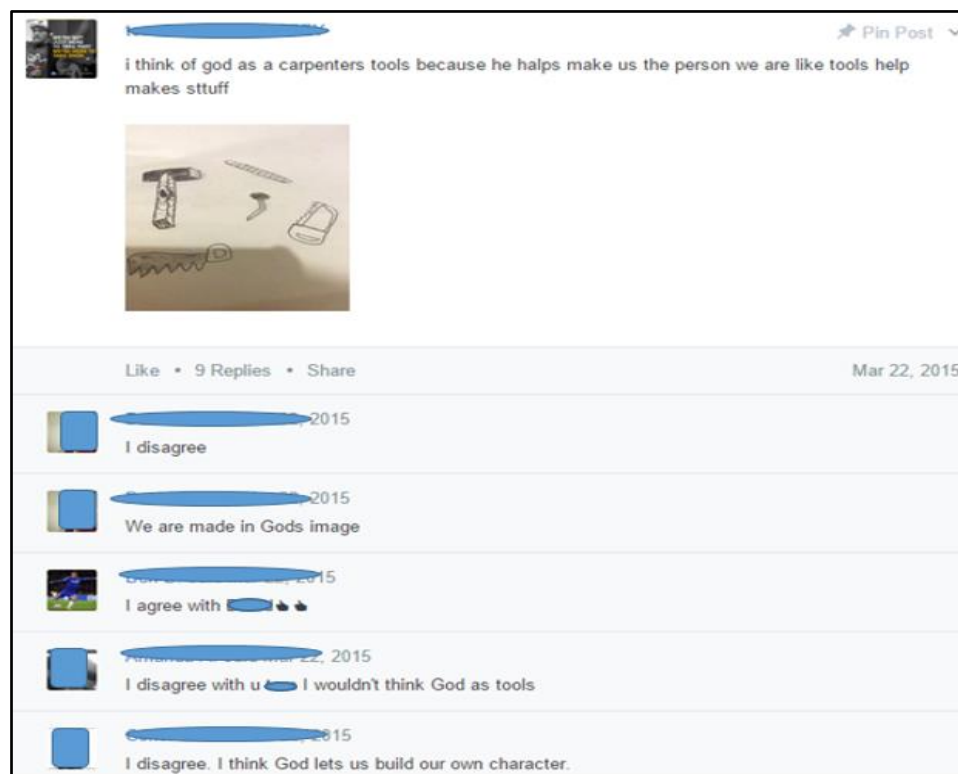 Pin Post
i think of god as a carpenters tools because he halps make us the person we are like tools help
makes sttuff
Like • 9 Replies • Share Mar 22, 2015
2015
I disagree
2015
We are made in Gods image
2015
I agree with
22, 2015
I disagree with u I wouldn't think God as tools
2015
I disagree. I think God lets us build our own character.